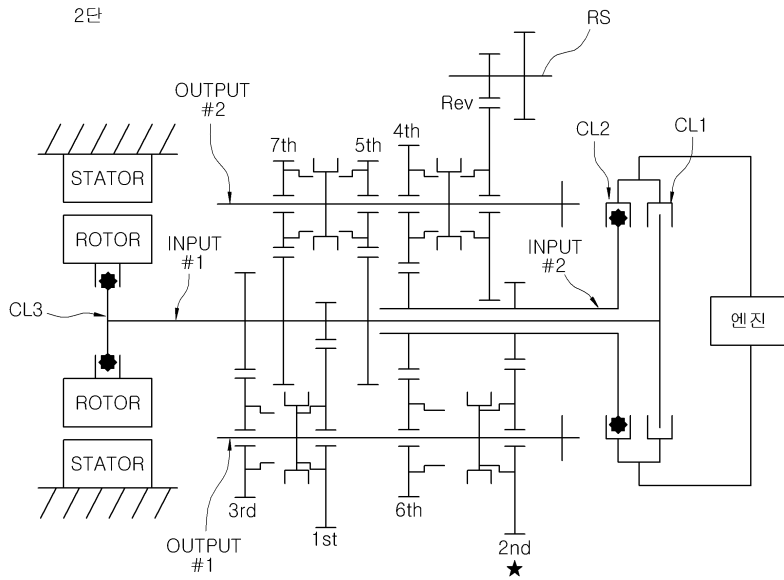 2단
RS
OUTPUT
#2
Rev
7th
5th
4th
CL2
CL1
STATOR
ROTOR
INPUT
#1
INPUT
#2
CL3
엔진
ROTOR
STATOR
3rd
1st
6th
2nd
OUTPUT
#1